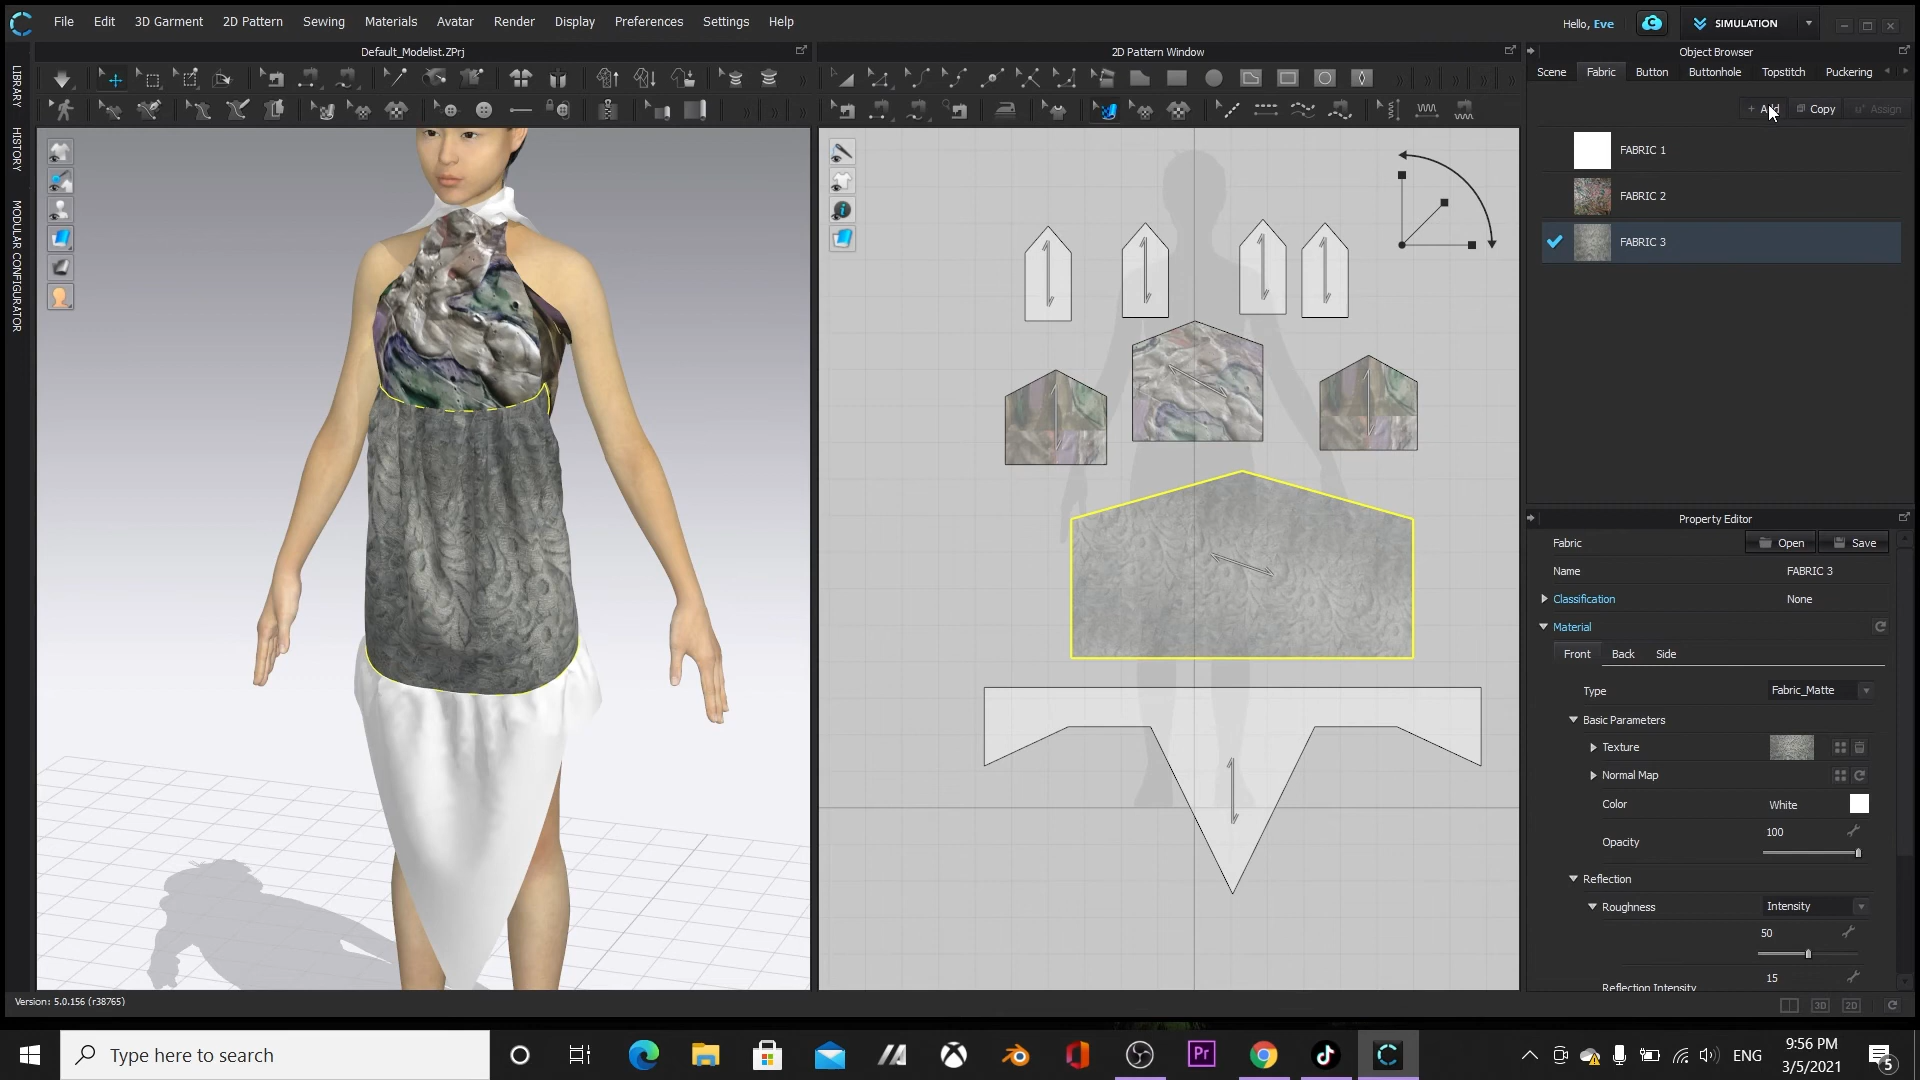 File Edit 3D Garment 2D Pattern Sewing Materials Avatar Render Display Preferences Settings Help
Hello, Eve
SIMULATION
Default_Modelist.ZPrj
2D Pattern Window
Object Browser
Scene Fabric Button Buttonhole Topstitch Puckering
+ Add Copy Assign
FABRIC 1
FABRIC 2
FABRIC 3
LIBRARY
HISTORY
MODULAR CONFIGURATOR
Property Editor
Fabric Open Save
Name FABRIC 3
Classification None
Material
Front Back Side
Type Fabric_Matte
Basic Parameters
Texture
Normal Map
Color White
Opacity 100
Reflection
Roughness Intensity
50
Reflection Intensity 15
Version: 5.0.156 (r38765)
3D 2D
Type here to search
Pr
ENG
9:56 PM
3/5/2021
5